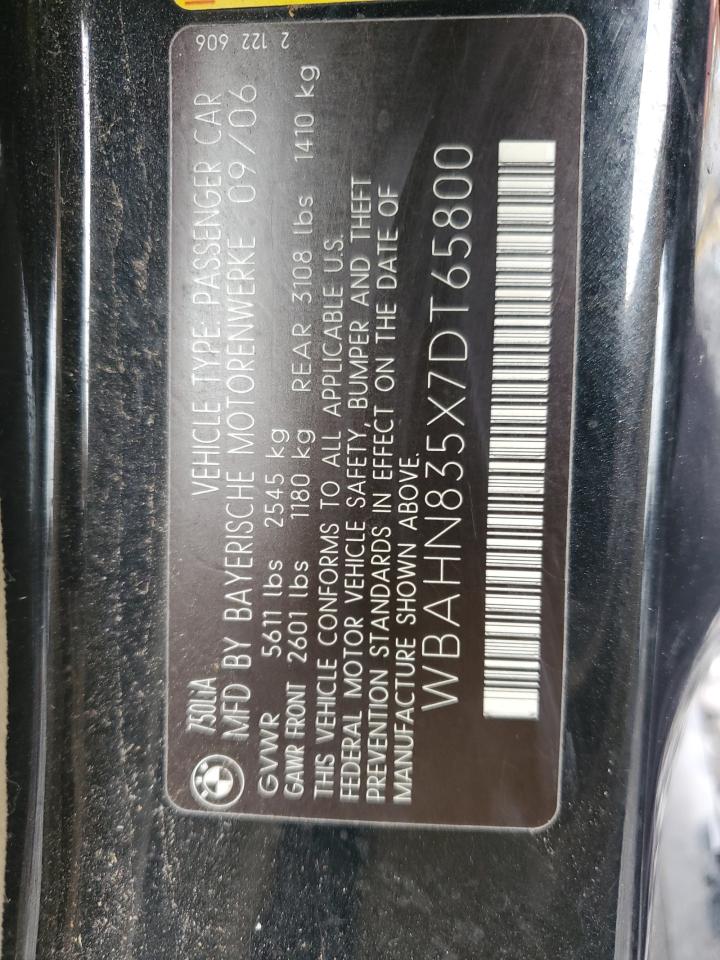 2 122 606
750LiA VEHICLE TYPE: PASSENGER CAR
MFD BY BAYERISCHE MOTORENWERKE 09/06
GVWR 5611 lbs 2545 kg
GAWR FRONT 2601 lbs 1180 kg REAR 3108 lbs 1410 kg
THIS VEHICLE CONFORMS TO ALL APPLICABLE U.S.
FEDERAL MOTOR VEHICLE SAFETY, BUMPER AND THEFT
PREVENTION STANDARDS IN EFFECT ON THE DATE OF
MANUFACTURE SHOWN ABOVE.
WBAHN835X7DT65800